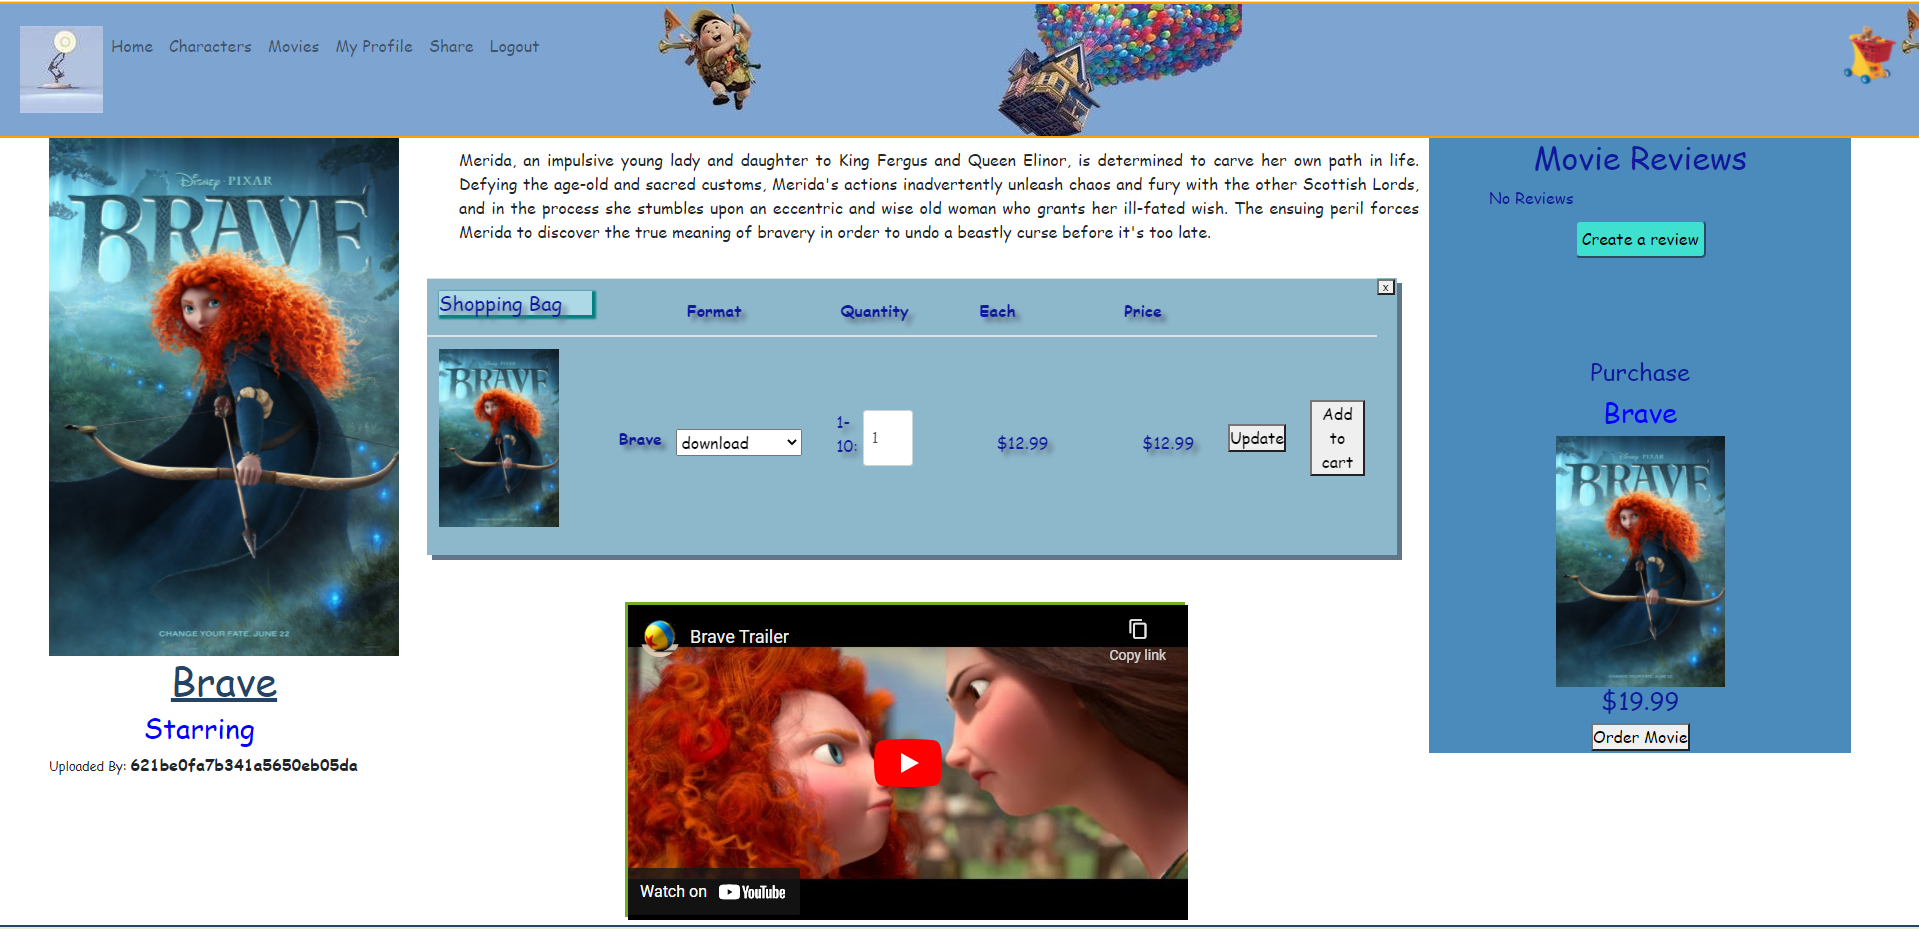 Home Characters Movies My Profile Share Logout
Disney · PIXAR
BRAVE
CHANGE YOUR FATE, JUNE 22
Brave
Starring
Uploaded By: 621be0fa7b341a5650eb05da
Merida, an impulsive young lady and daughter to King Fergus and Queen Elinor, is determined to carve her own path in life.
Defying the age-old and sacred customs, Merida's actions inadvertently unleash chaos and fury with the other Scottish Lords,
and in the process she stumbles upon an eccentric and wise old woman who grants her ill-fated wish. The ensuing peril forces
Merida to discover the true meaning of bravery in order to undo a beastly curse before it's too late.
x
Shopping Bag Format Quantity Each Price
BRAVE
Brave download 1-
10: 1 $12.99 $12.99 Update Add
to
cart
Brave Trailer
Copy link
Watch on YouTube
Movie Reviews
No Reviews
Create a review
Purchase
Brave
Disney PIXAR
BRAVE
$19.99
Order Movie